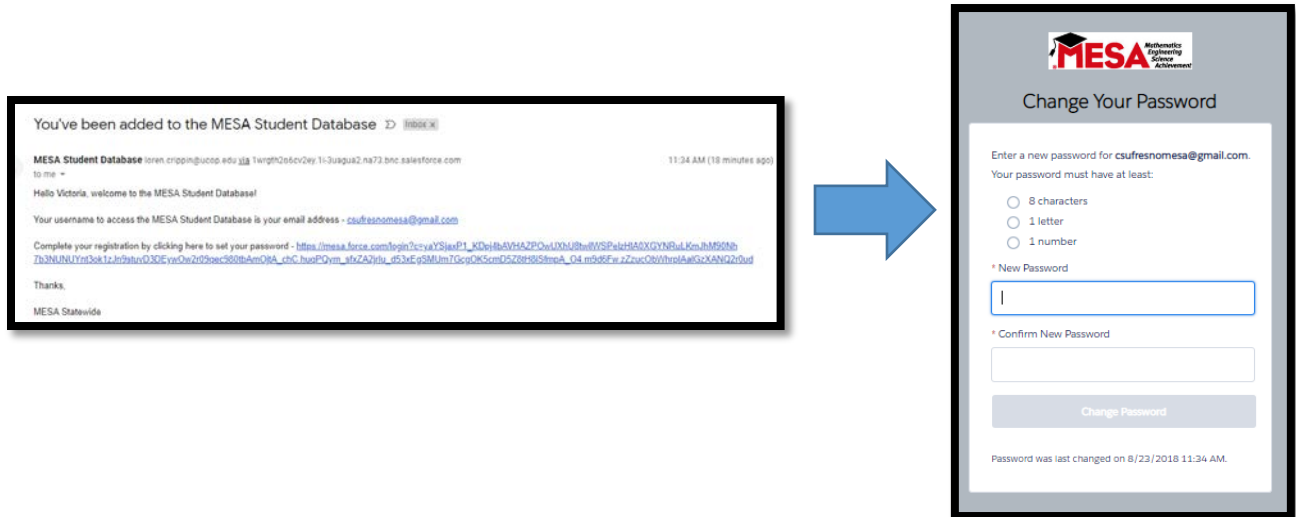 You've been added to the MESA Student Database
Inbox x
MESA Student Database loren.crippin@ucop.edu via
11:34 AM (18 minutes ago)
to me
Hello Victoria, welcome to the MESA Student Database!
Your username to access the MESA Student Database is your email address - csufresnomesa@gmail.com
Complete your registration by clicking here to set your password -
Thanks,
MESA Statewide
MESA
Mathematics
Engineering
Science
Achievement
Change Your Password
Enter a new password for csufresnomesa@gmail.com.
Your password must have at least:
8 characters
1 letter
1 number
* New Password
* Confirm New Password
Change Password
Password was last changed on 8/23/2018 11:34 AM.